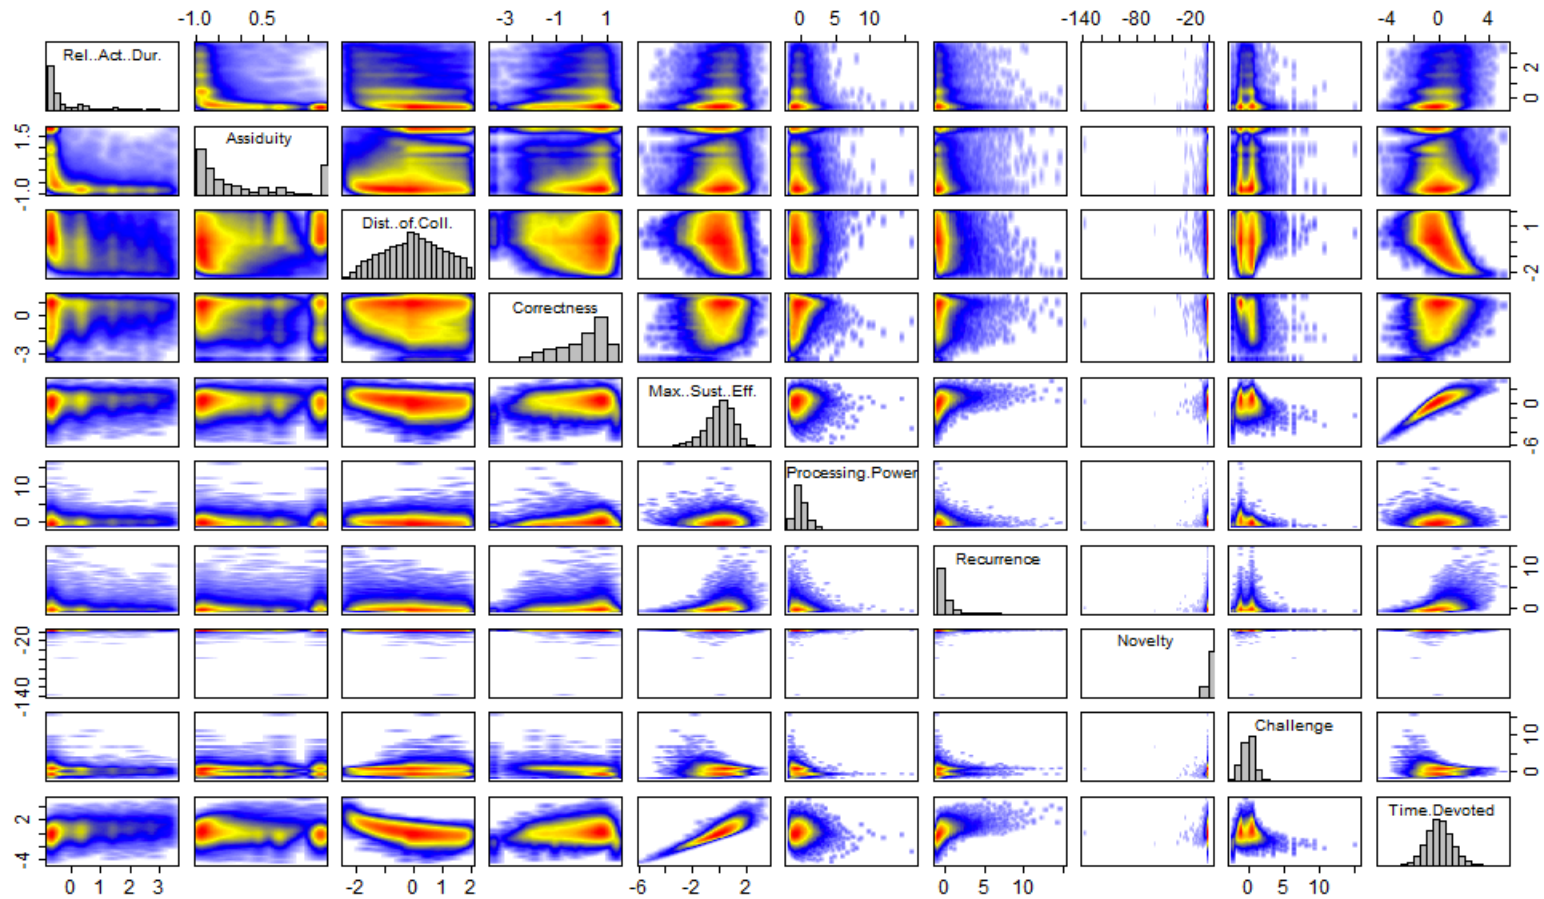 -1.0 0.5 -3 -1 1 0 5 10 -140 -80 -20 -4 0 4
Rel..Act..Dur.
0 2
Assiduity
-1.0 1.5
Dist..of.Coll.
-2 1
Correctness
-3 0
Max..Sust..Eff.
-6 0
Processing.Power
0 10
Recurrence
0 10
Novelty
-140 -20
Challenge
0 10
Time.Devoted
-4 2
0 1 2 3 -2 0 1 2 -6 -2 2 0 5 10 0 5 10